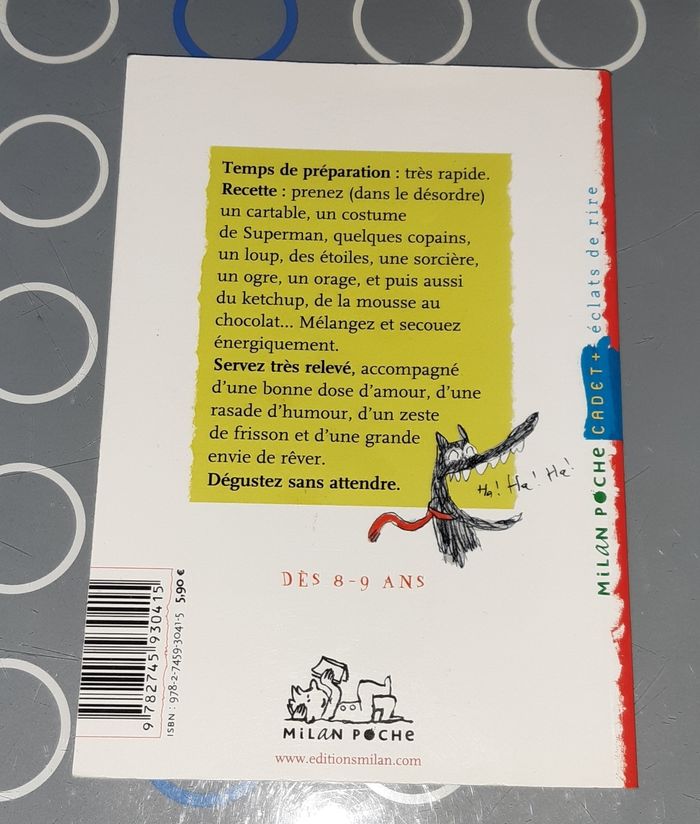 Temps de préparation : très rapide.
Recette : prenez (dans le désordre)
un cartable, un costume
de Superman, quelques copains,
un loup, des étoiles, une sorcière,
un ogre, un orage, et puis aussi
du ketchup, de la mousse au
chocolat... Mélangez et secouez
énergiquement.
Servez très relevé, accompagné
d'une bonne dose d'amour, d'une
rasade d'humour, d'un zeste
de frisson et d'une grande
envie de rêver.
Dégustez sans attendre.
Ha! Ha! Ha!
DÈS 8-9 ANS
MiLAN POCHE CADET+ éclats de rire
9 782745 930415
ISBN : 978-2-7459-3041-5 5,90 €
MiLAN POCHE
www.editionsmilan.com